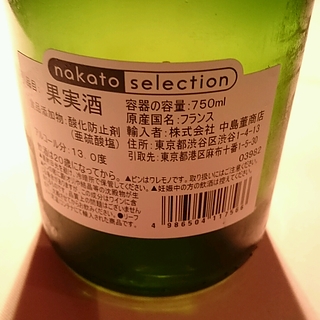 nakato selection
果実酒
食品添加物:酸化防止剤
(亜硫酸塩)
アルコール分:13.0度
容器の容量:750ml
原産国名:フランス
輸入者:株式会社 中島董商店
住所:東京都渋谷区渋谷1-4-13
引取先:東京都港区麻布十番1-5-30
03982
は20歳になってから。▲ビンはワレモノです。取り扱いにはご注意ください。
▲妊娠中の方の飲酒は控え
4 986504